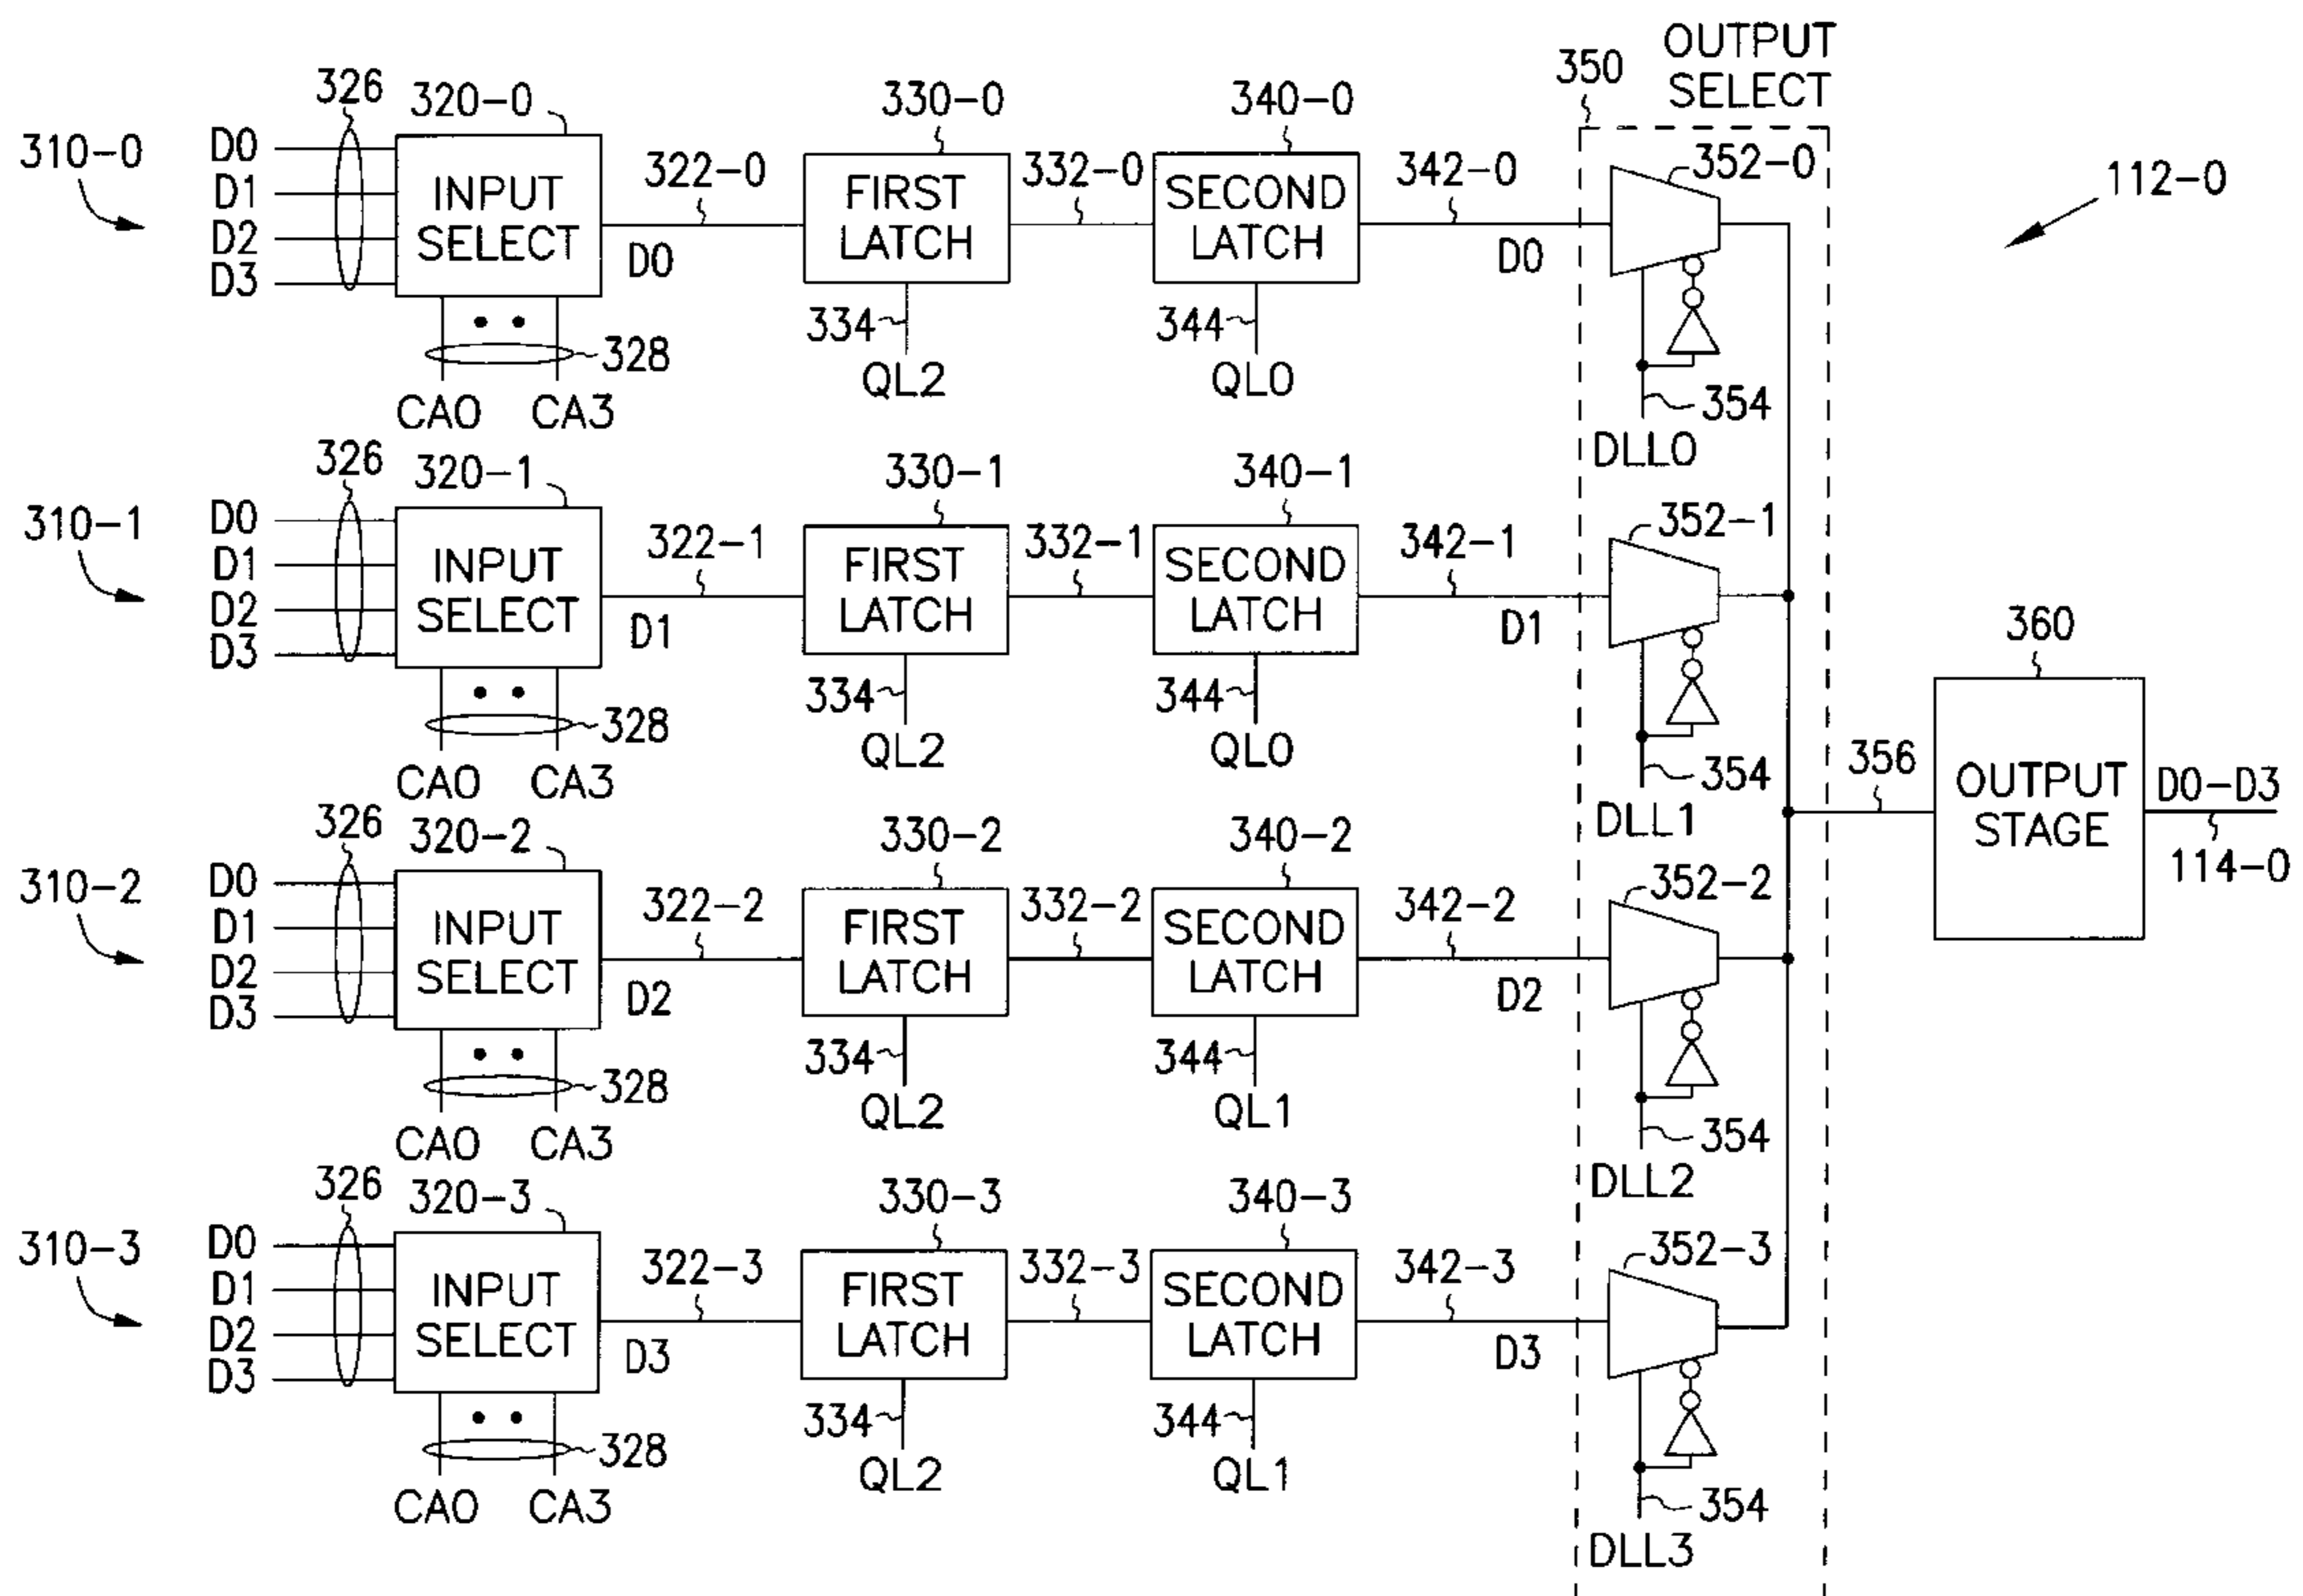 OUTPUT
SELECT
350
326
320-0
330-0
340-0
352-0
310-0
D0
D1
D2
D3
INPUT
SELECT
322-0
D0
FIRST
LATCH
332-0
SECOND
LATCH
342-0
D0
112-0
334
QL2
344
QL0
328
CA0
CA3
354
DLL0
326
320-1
330-1
340-1
352-1
310-1
D0
D1
D2
D3
INPUT
SELECT
322-1
D1
FIRST
LATCH
332-1
SECOND
LATCH
342-1
D1
334
QL2
344
QL0
328
CA0
CA3
354
DLL1
360
356
OUTPUT
STAGE
D0-D3
114-0
326
320-2
330-2
340-2
352-2
310-2
D0
D1
D2
D3
INPUT
SELECT
322-2
D2
FIRST
LATCH
332-2
SECOND
LATCH
342-2
D2
334
QL2
344
QL1
328
CA0
CA3
354
DLL2
326
320-3
330-3
340-3
352-3
310-3
D0
D1
D2
D3
INPUT
SELECT
322-3
D3
FIRST
LATCH
332-3
SECOND
LATCH
342-3
D3
334
QL2
344
QL1
328
CA0
CA3
354
DLL3